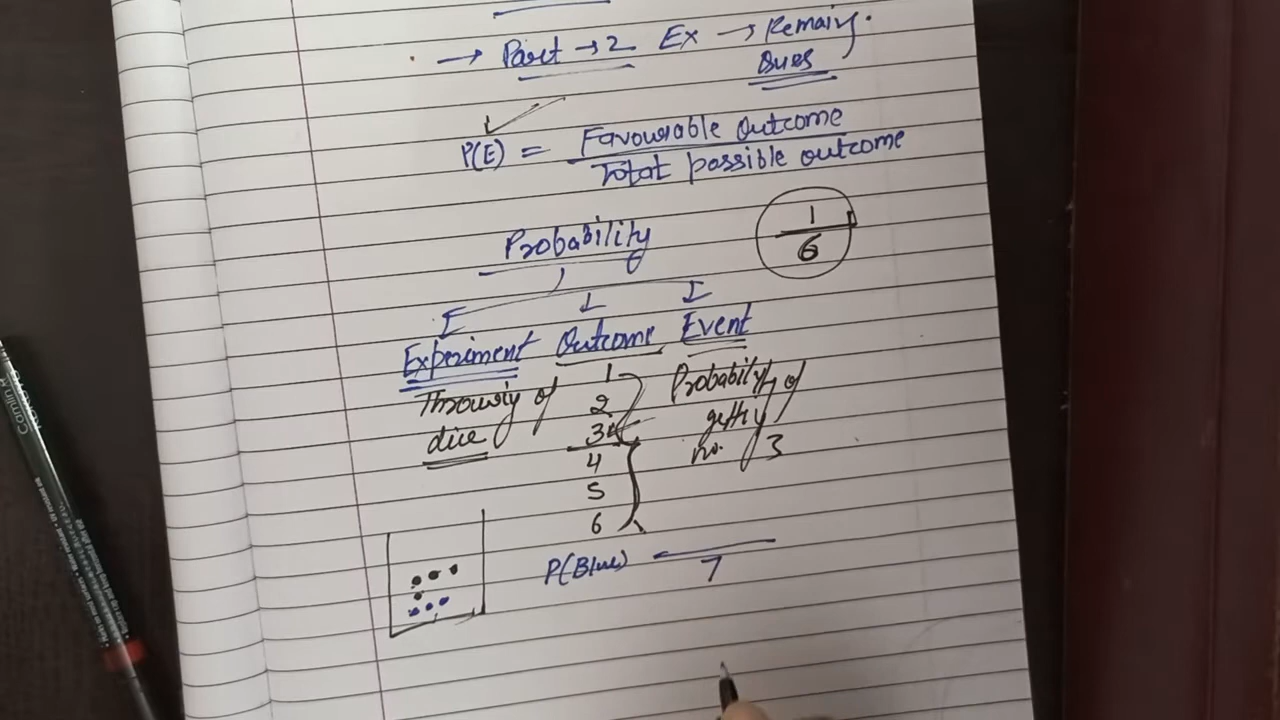 → Part → 2 Ex → Remaing.
Ques
P(E) = Favourable Outcome
Total possible outcome
1
6
Probability
Experiment Outcome Event
Throwing of
dice
1
2
3
4
5
6
Probability of
getting
no. 3
P(Blue)
7